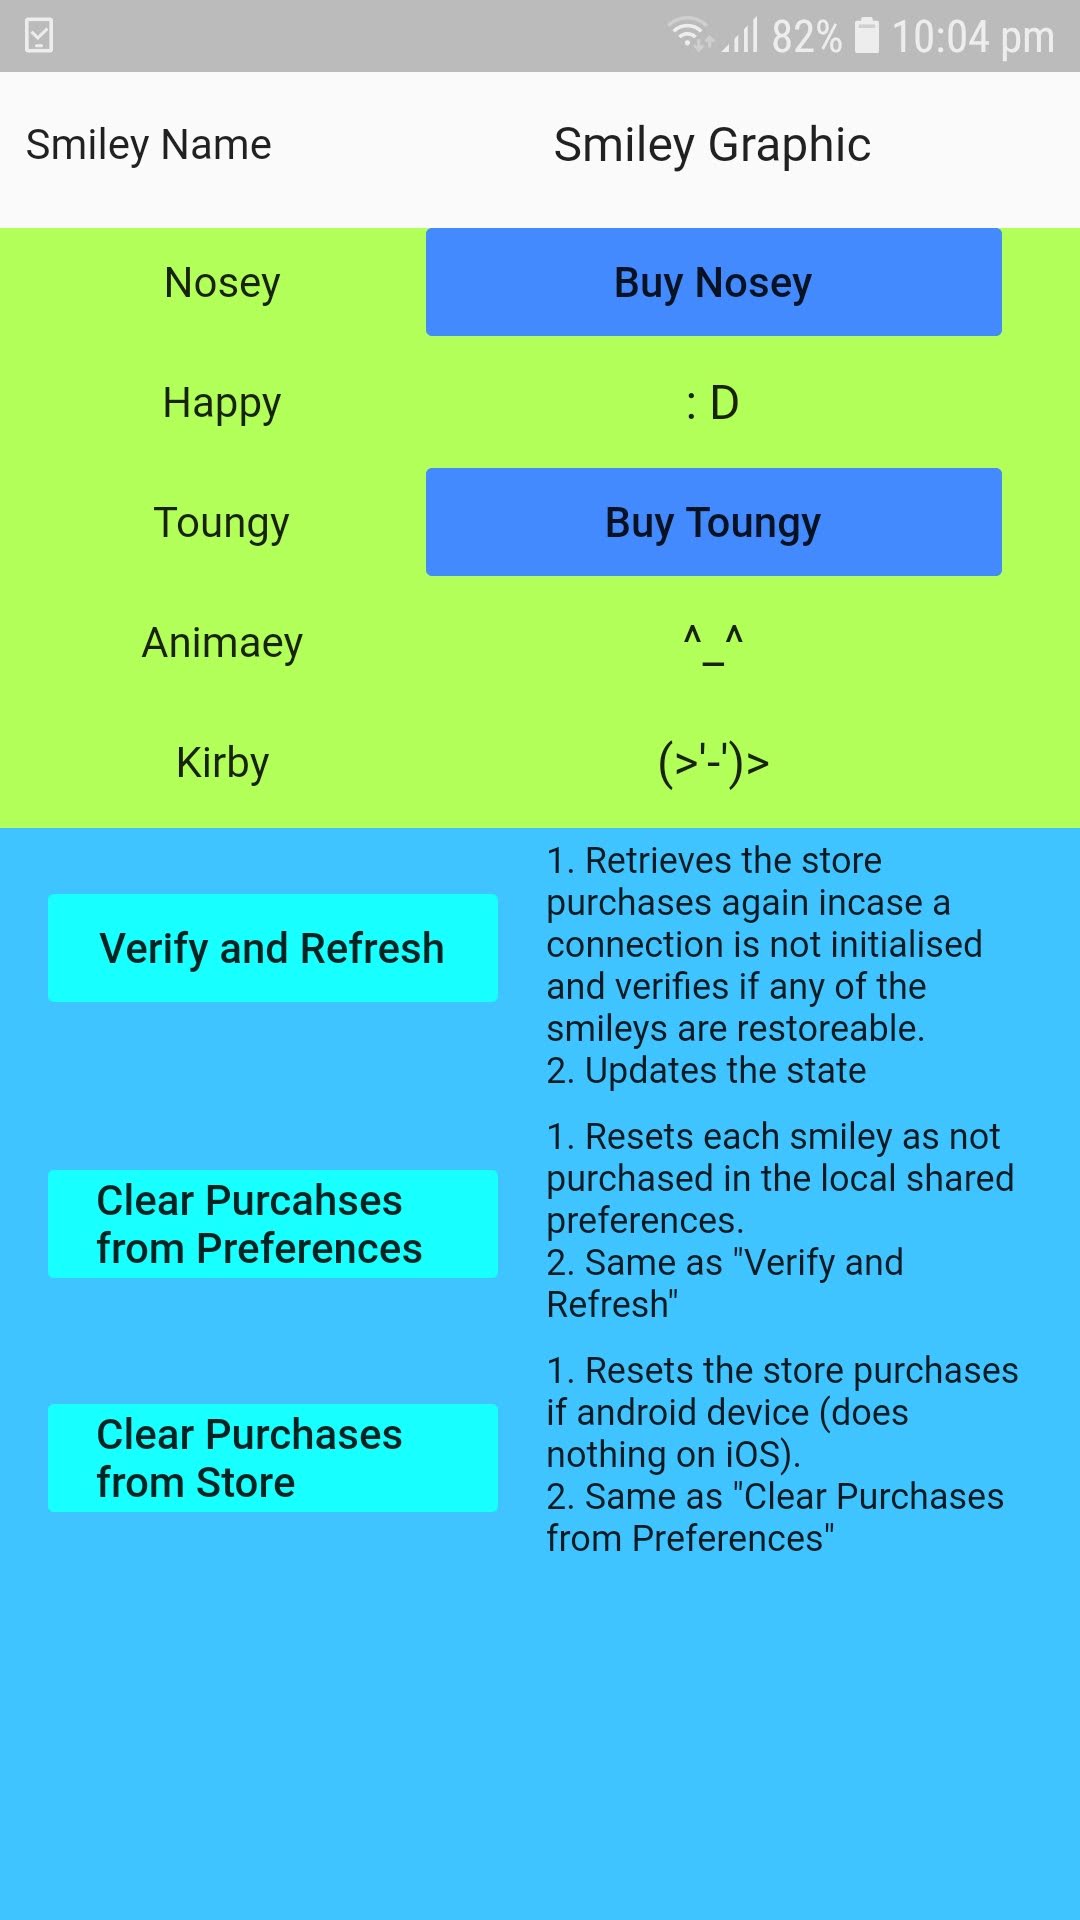 82% 10:04 pm
Smiley Name Smiley Graphic
Nosey Buy Nosey
Happy : D
Toungy Buy Toungy
Animaey ^_^
Kirby (>'-')>
Verify and Refresh
1. Retrieves the store
purchases again incase a
connection is not initialised
and verifies if any of the
smileys are restoreable.
2. Updates the state
Clear Purcahses
from Preferences
1. Resets each smiley as not
purchased in the local shared
preferences.
2. Same as "Verify and
Refresh"
Clear Purchases
from Store
1. Resets the store purchases
if android device (does
nothing on iOS).
2. Same as "Clear Purchases
from Preferences"